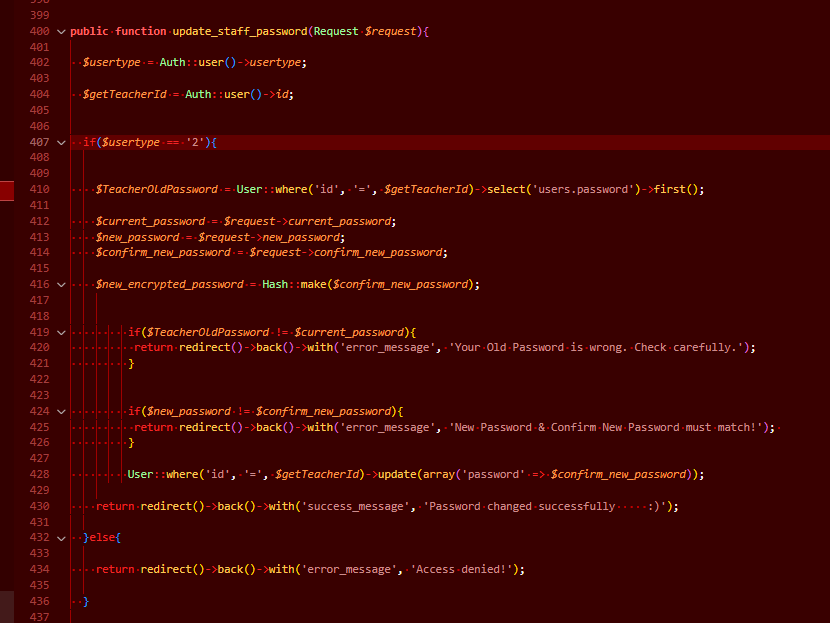 398
399
400 public function update_staff_password(Request $request){
401
402 $usertype = Auth::user()->usertype;
403
404 $getTeacherId = Auth::user()->id;
405
406
407 if($usertype == '2'){
408
409
410 $TeacherOldPassword = User::where('id', '=', $getTeacherId)->select('users.password')->first();
411
412 $current_password = $request->current_password;
413 $new_password = $request->new_password;
414 $confirm_new_password = $request->confirm_new_password;
415
416 $new_encrypted_password = Hash::make($confirm_new_password);
417
418
419 if($TeacherOldPassword != $current_password){
420 return redirect()->back()->with('error_message', 'Your Old Password is wrong. Check carefully.');
421 }
422
423
424 if($new_password != $confirm_new_password){
425 return redirect()->back()->with('error_message', 'New Password & Confirm New Password must match!');
426 }
427
428 User::where('id', '=', $getTeacherId)->update(array('password' => $confirm_new_password));
429
430 return redirect()->back()->with('success_message', 'Password changed successfully     :)');
431
432 }else{
433
434 return redirect()->back()->with('error_message', 'Access denied!');
435
436 }
437